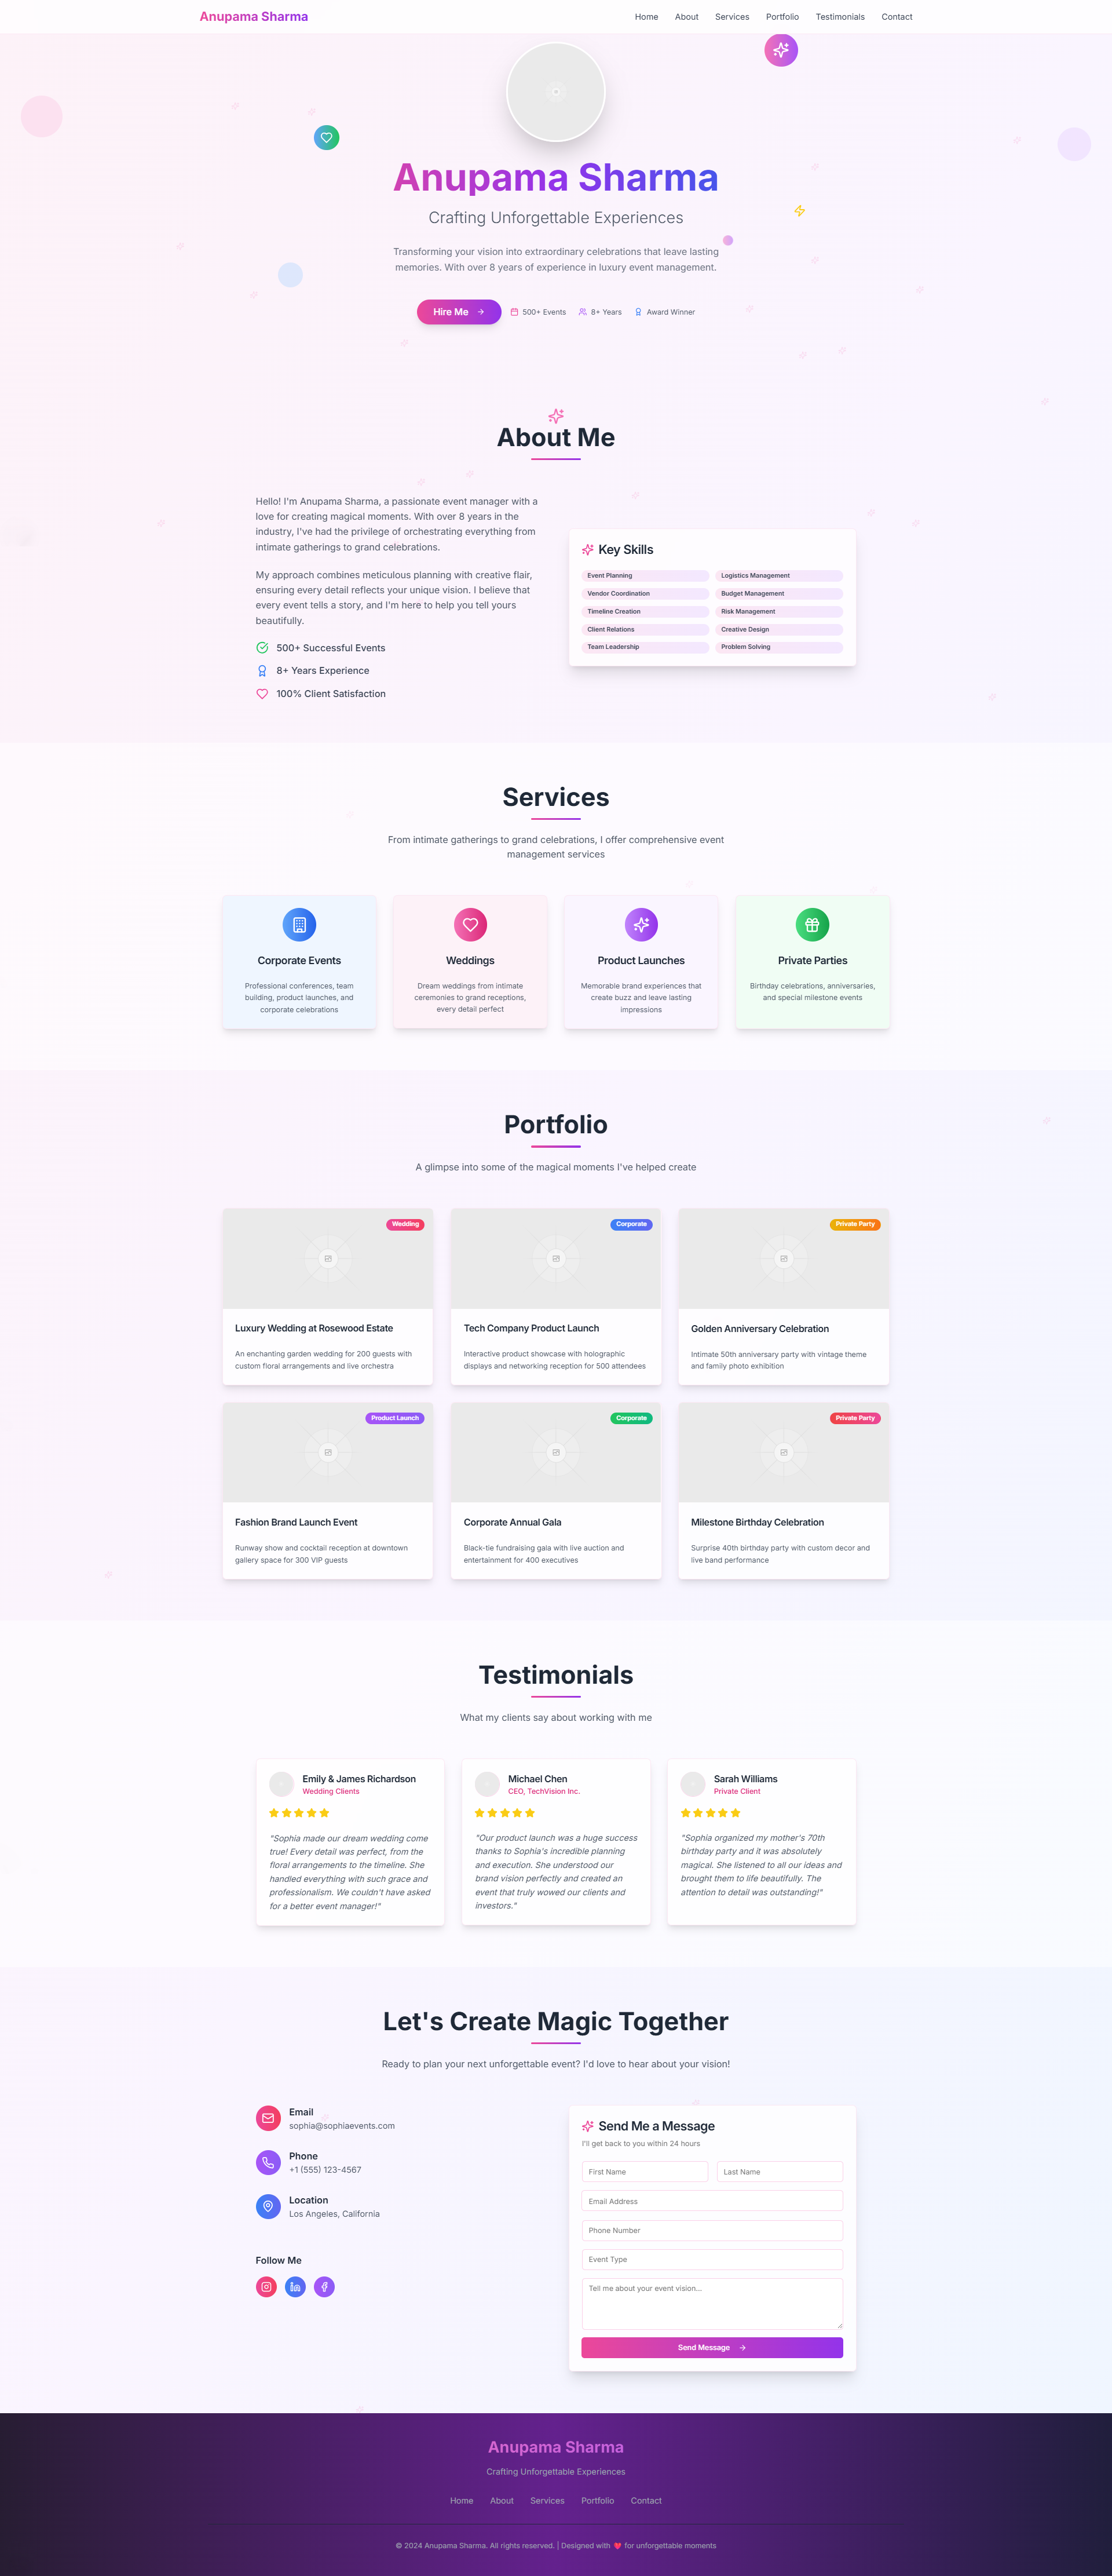 Anupama Sharma
Home About Services Portfolio Testimonials Contact
Anupama Sharma
Crafting Unforgettable Experiences
Transforming your vision into extraordinary celebrations that leave lasting
memories. With over 8 years of experience in luxury event management.
Hire Me
500+ Events
8+ Years
Award Winner
About Me
Hello! I'm Anupama Sharma, a passionate event manager with a
love for creating magical moments. With over 8 years in the
industry, I've had the privilege of orchestrating everything from
intimate gatherings to grand celebrations.
My approach combines meticulous planning with creative flair,
ensuring every detail reflects your unique vision. I believe that
every event tells a story, and I'm here to help you tell yours
beautifully.
500+ Successful Events
8+ Years Experience
100% Client Satisfaction
Key Skills
Event Planning
Logistics Management
Vendor Coordination
Budget Management
Timeline Creation
Risk Management
Client Relations
Creative Design
Team Leadership
Problem Solving
Services
From intimate gatherings to grand celebrations, I offer comprehensive event
management services
Corporate Events
Professional conferences, team
building, product launches, and
corporate celebrations
Weddings
Dream weddings from intimate
ceremonies to grand receptions,
every detail perfect
Product Launches
Memorable brand experiences that
create buzz and leave lasting
impressions
Private Parties
Birthday celebrations, anniversaries,
and special milestone events
Portfolio
A glimpse into some of the magical moments I've helped create
Wedding
Luxury Wedding at Rosewood Estate
An enchanting garden wedding for 200 guests with
custom floral arrangements and live orchestra
Corporate
Tech Company Product Launch
Interactive product showcase with holographic
displays and networking reception for 500 attendees
Private Party
Golden Anniversary Celebration
Intimate 50th anniversary party with vintage theme
and family photo exhibition
Product Launch
Fashion Brand Launch Event
Runway show and cocktail reception at downtown
gallery space for 300 VIP guests
Corporate
Corporate Annual Gala
Black-tie fundraising gala with live auction and
entertainment for 400 executives
Private Party
Milestone Birthday Celebration
Surprise 40th birthday party with custom decor and
live band performance
Testimonials
What my clients say about working with me
Emily & James Richardson
Wedding Clients
"Sophia made our dream wedding come
true! Every detail was perfect, from the
floral arrangements to the timeline. She
handled everything with such grace and
professionalism. We couldn't have asked
for a better event manager!"
Michael Chen
CEO, TechVision Inc.
"Our product launch was a huge success
thanks to Sophia's incredible planning
and execution. She understood our
brand vision perfectly and created an
event that truly wowed our clients and
investors."
Sarah Williams
Private Client
"Sophia organized my mother's 70th
birthday party and it was absolutely
magical. She listened to all our ideas and
brought them to life beautifully. The
attention to detail was outstanding!"
Let's Create Magic Together
Ready to plan your next unforgettable event? I'd love to hear about your vision!
Email
sophia@sophiaevents.com
Phone
+1 (555) 123-4567
Location
Los Angeles, California
Follow Me
Send Me a Message
I'll get back to you within 24 hours
First Name
Last Name
Email Address
Phone Number
Event Type
Tell me about your event vision...
Send Message
Anupama Sharma
Crafting Unforgettable Experiences
Home About Services Portfolio Contact
© 2024 Anupama Sharma. All rights reserved. | Designed with ❤️ for unforgettable moments